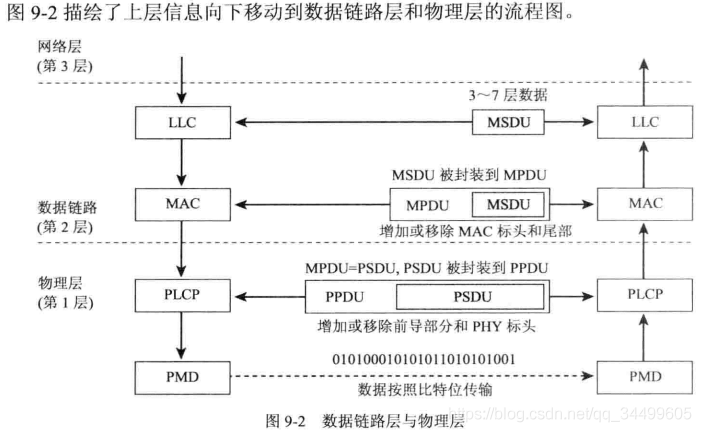 图 9-2 描绘了上层信息向下移动到数据链路层和物理层的流程图。
网络层
(第 3 层)
3～7 层数据
LLC
MSDU
LLC
MSDU 被封装到 MPDU
数据链路
(第 2 层)
MAC
MPDU
MSDU
MAC
增加或移除 MAC 标头和尾部
MPDU=PSDU, PSDU 被封装到 PPDU
物理层
(第 1 层)
PLCP
PPDU
PSDU
PLCP
增加或移除前导部分和 PHY 标头
010100010101011010101001
PMD
PMD
数据按照比特位传输
图 9-2 数据链路层与物理层
https://blog.csdn.net/qq_34499605